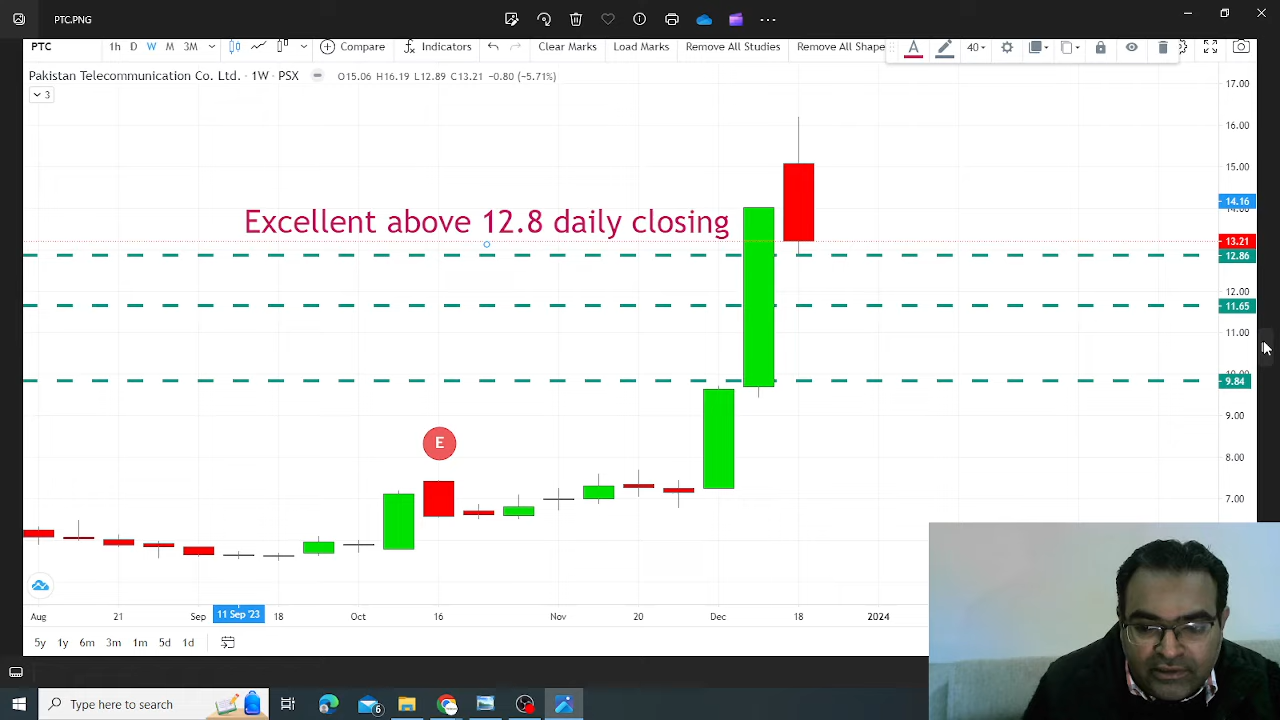 PTC.PNG
PTC 1h D W M 3M Compare Indicators Clear Marks Load Marks Remove All Studies Remove All Shape A 40
Pakistan Telecommunication Co. Ltd. · 1W · PSX O15.06 H16.19 L12.89 C13.21 −0.80 (−5.71%)
3
17.00
16.00
15.00
14.16
Excellent above 12.8 daily closing
13.21
12.86
12.00
11.65
11.00
9.84
9.00
E
8.00
7.00
Aug 21 Sep 11 Sep '23 18 Oct 16 Nov 20 Dec 18 2024
5y 1y 6m 3m 1m 5d 1d
Type here to search 6